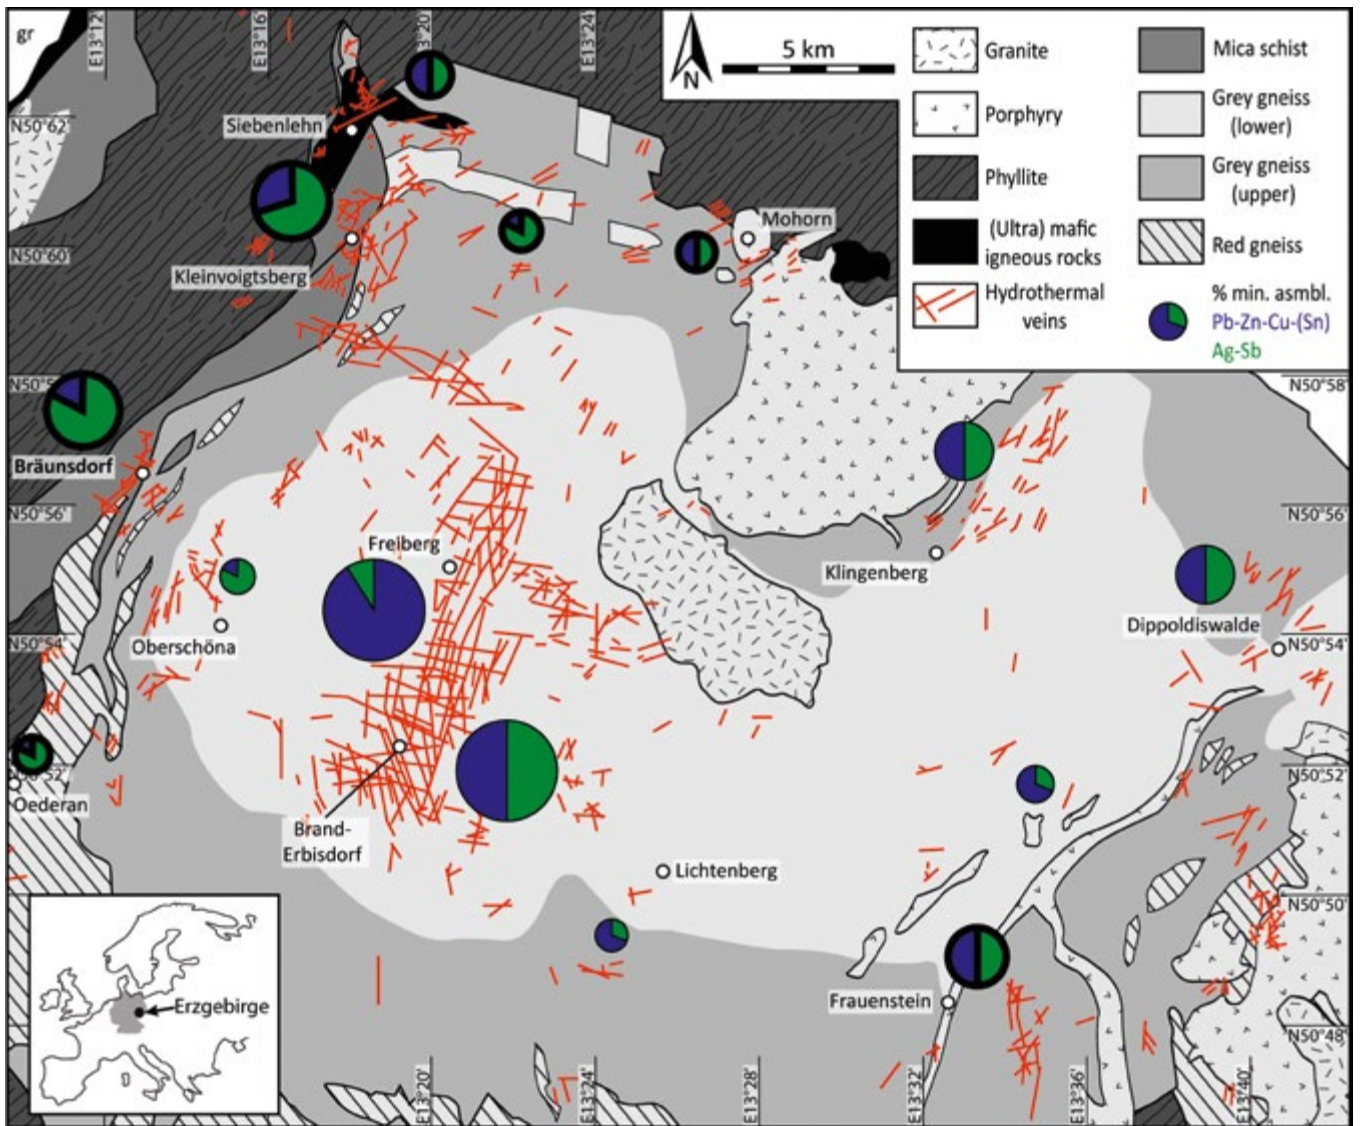 gr
E13°12'
E13°16'
E13°20'
E13°24'
5 km
N
Granite
Porphyry
Phyllite
(Ultra) mafic
igneous rocks
Hydrothermal
veins
Mica schist
Grey gneiss
(lower)
Grey gneiss
(upper)
Red gneiss
% min. asmbl.
Pb-Zn-Cu-(Sn)
Ag-Sb
N50°62'
Siebenlehn
Mohorn
N50°60'
Kleinvoigtsberg
N50°58'
Bräunsdorf
N50°56'
N50°56'
Freiberg
Klingenberg
Oberschöna
Dippoldiswalde
N50°54'
N50°54'
N50°52'
Oederan
Brand-
Erbisdorf
Lichtenberg
N50°52'
N50°50'
Erzgebirge
Frauenstein
N50°48'
E13°20'
E13°24'
E13°28'
E13°32'
E13°36'
E13°40'